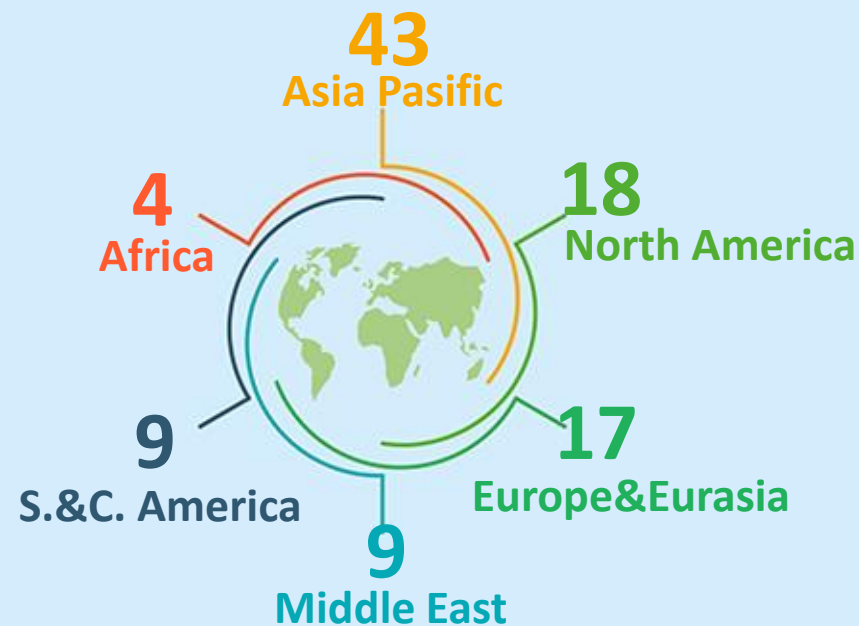 43
Asia Pasific
4
Africa
18
North America
9
S.&C. America
17
Europe&Eurasia
9
Middle East